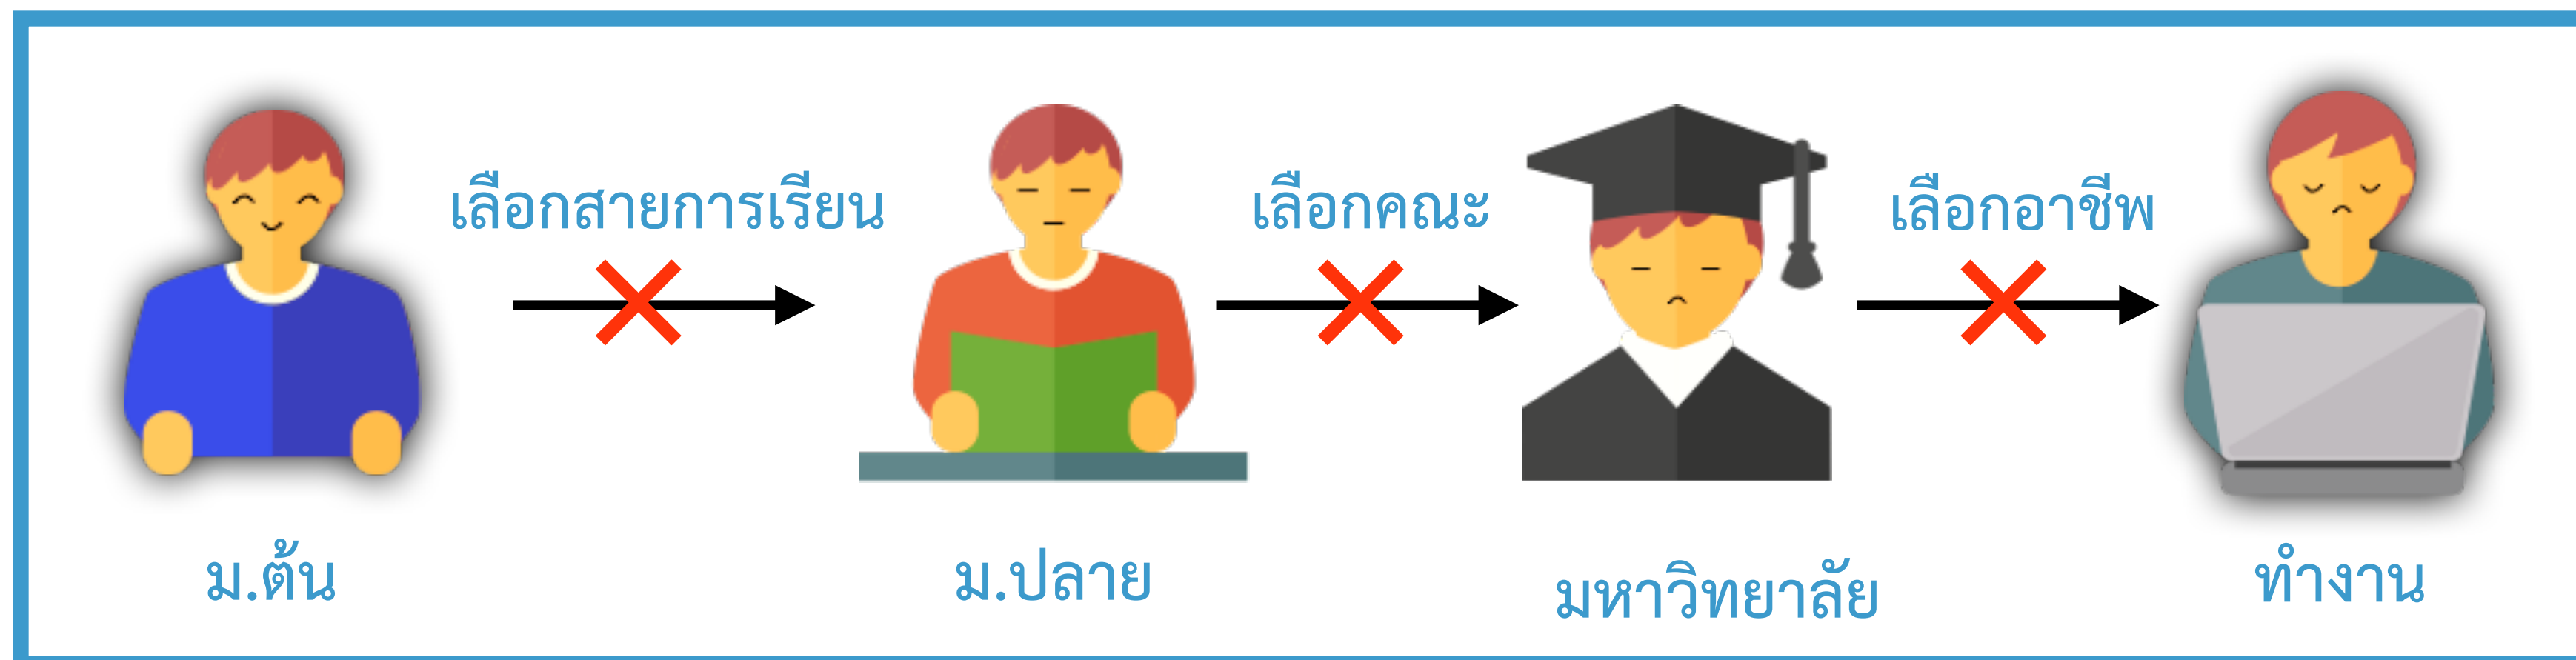 เลือกสายการเรียน
เลือกคณะ
เลือกอาชีพ
ม.ต้น
ม.ปลาย
มหาวิทยาลัย
ทำงาน